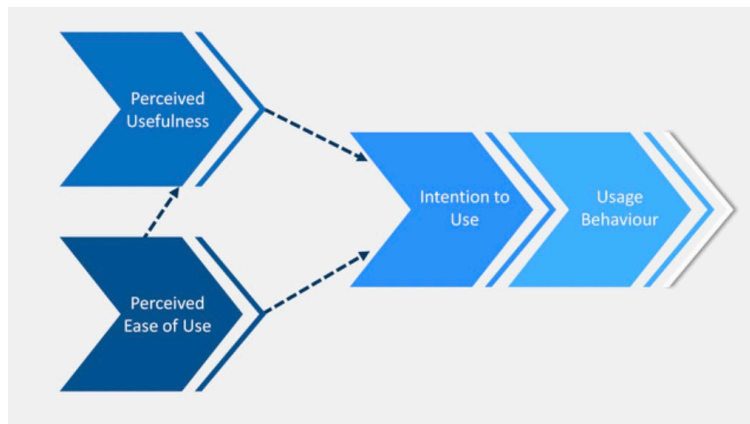 Perceived
Usefulness
Perceived
Ease of Use
Intention to
Use
Usage
Behaviour